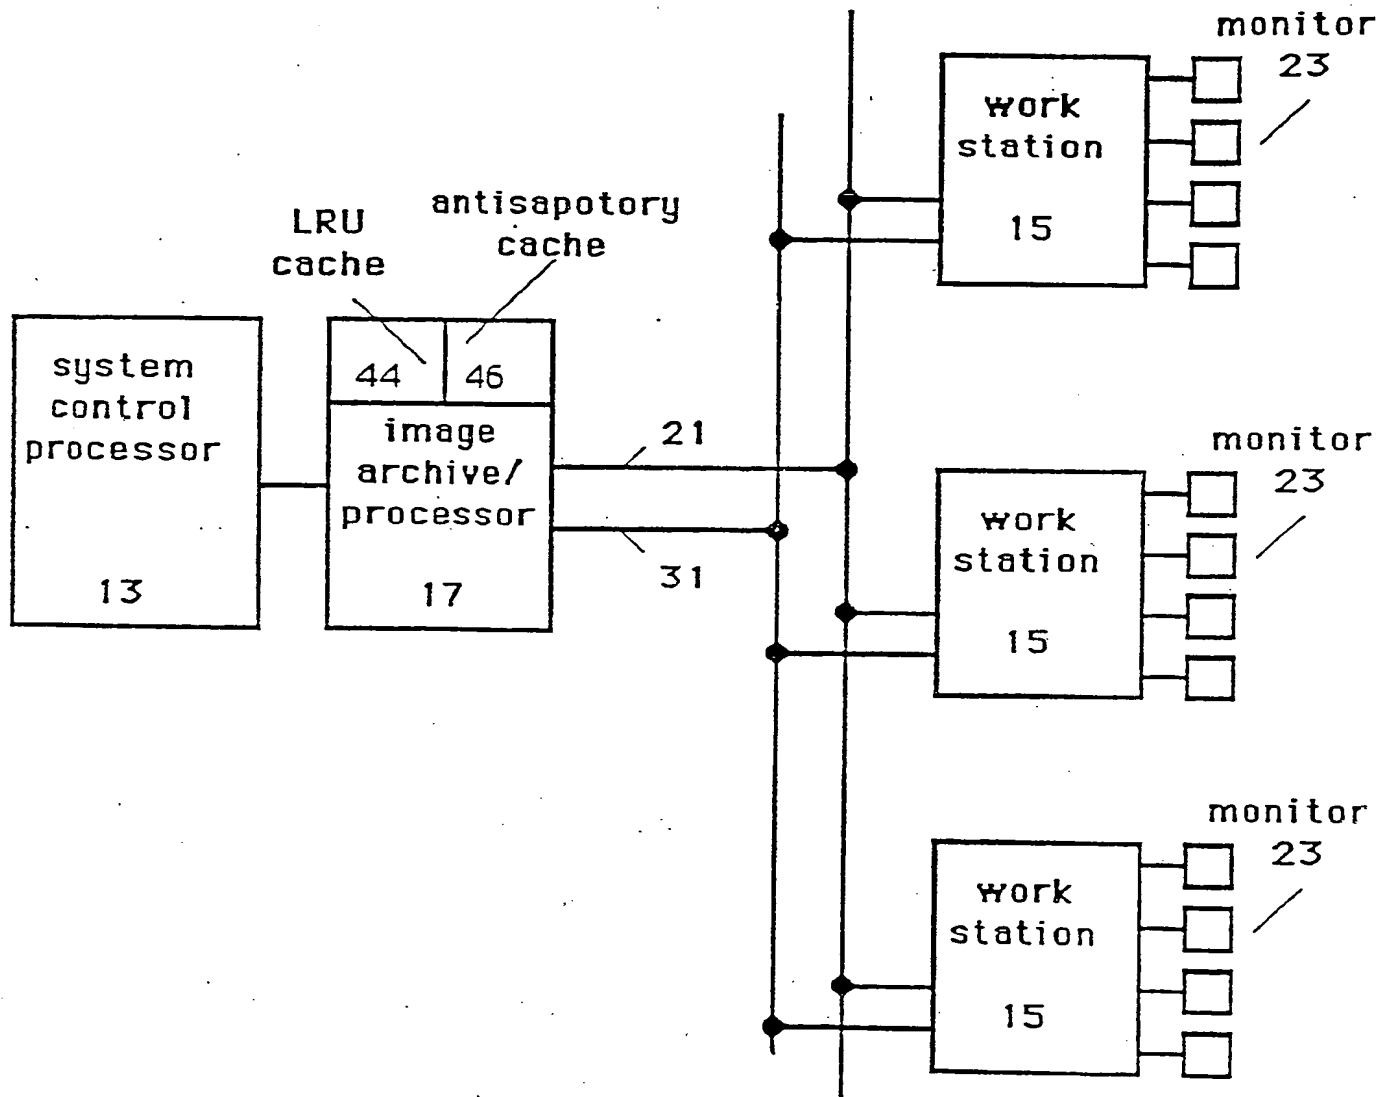 monitor
23
work
station
15
LRU
cache
antisapotory
cache
system
control
processor
13
44
46
image
archive/
processor
17
21
31
monitor
23
work
station
15
monitor
23
work
station
15